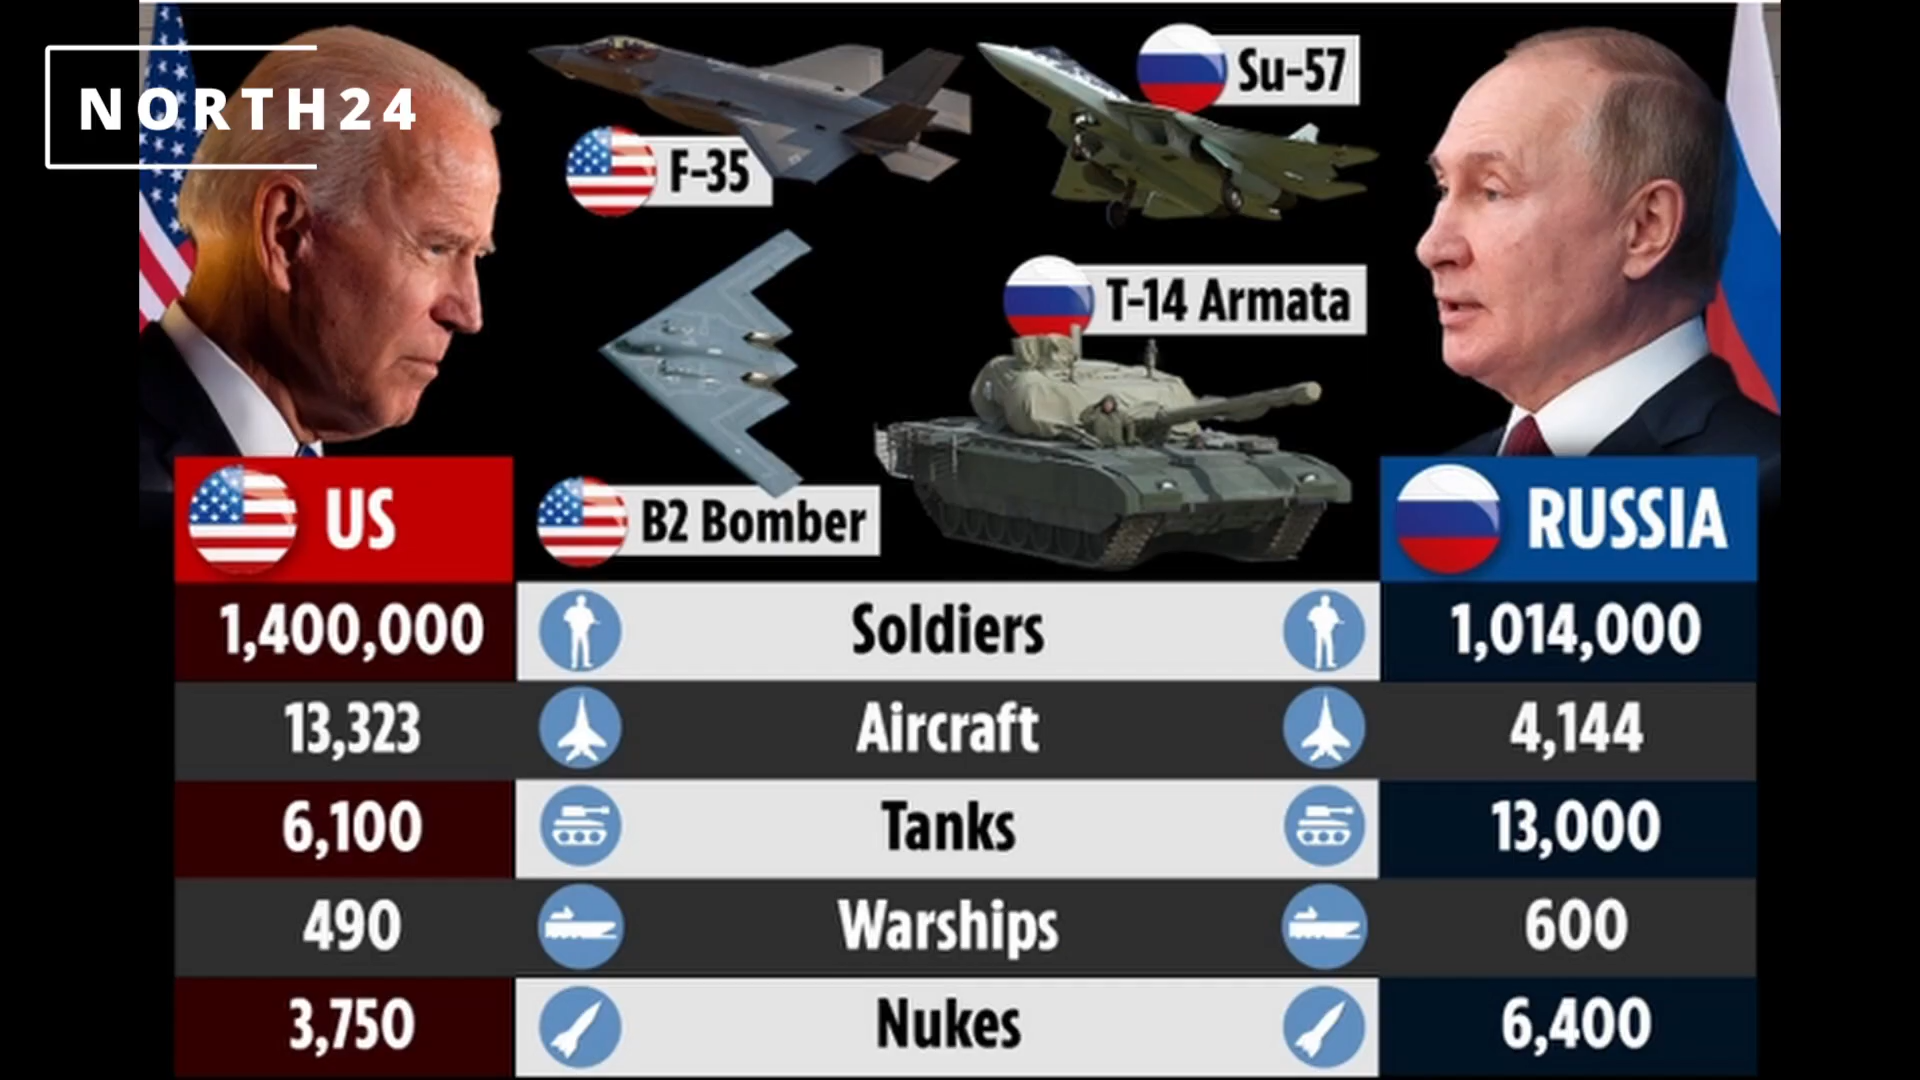 NORTH24
F-35
Su-57
T-14 Armata
B2 Bomber
US
RUSSIA
1,400,000 Soldiers 1,014,000
13,323 Aircraft 4,144
6,100 Tanks 13,000
490 Warships 600
3,750 Nukes 6,400